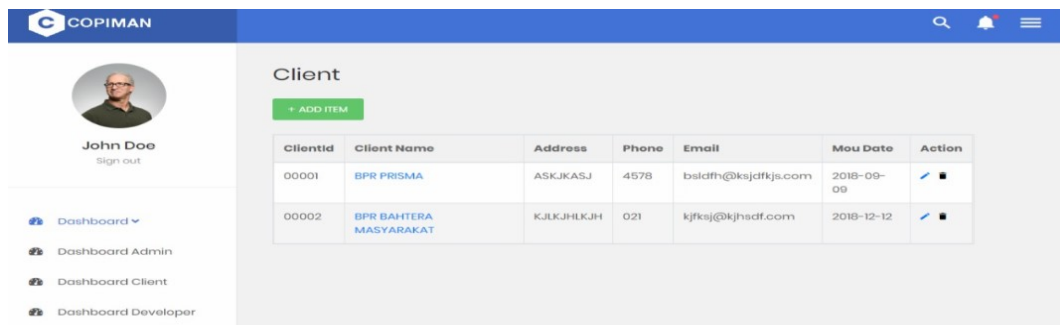 C COPIMAN
John Doe
Sign out
Dashboard
Dashboard Admin
Dashboard Client
Dashboard Developer
Client
+ ADD ITEM
ClientId Client Name Address Phone Email Mou Date Action
00001 BPR PRISMA ASKJKASJ 4578 bsldfh@ksjdfkjs.com 2018-09-
09
00002 BPR BAHTERA KJLKJHLKJH 021 kjfksj@kjhsdf.com 2018-12-12
MASYARAKAT